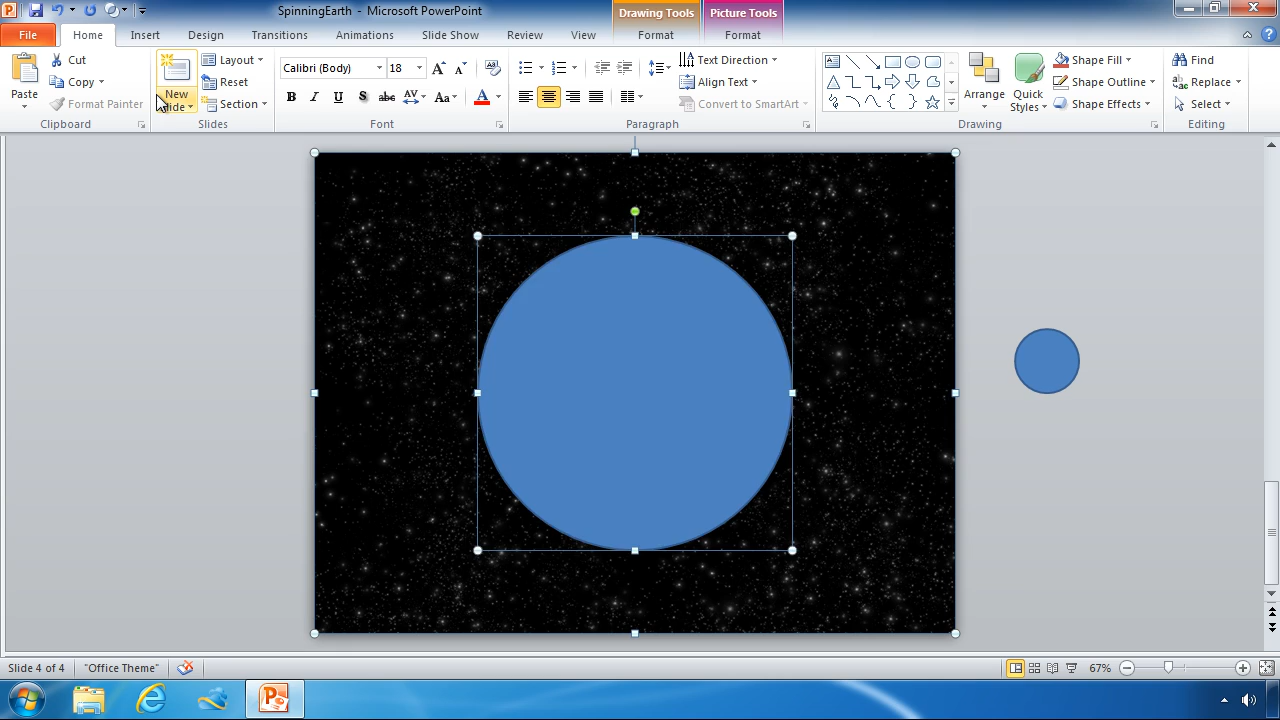 SpinningEarth - Microsoft PowerPoint
Drawing Tools
Picture Tools
File
Home
Insert
Design
Transitions
Animations
Slide Show
Review
View
Format
Format
Paste
Cut
Copy
Format Painter
Clipboard
New
Slide
Layout
Reset
Section
Slides
Calibri (Body)
18
A A
B I U S abc AV Aa A
Font
Text Direction
Align Text
Convert to SmartArt
Paragraph
Arrange
Quick
Styles
Shape Fill
Shape Outline
Shape Effects
Drawing
Find
Replace
Select
Editing
Slide 4 of 4
"Office Theme"
67%